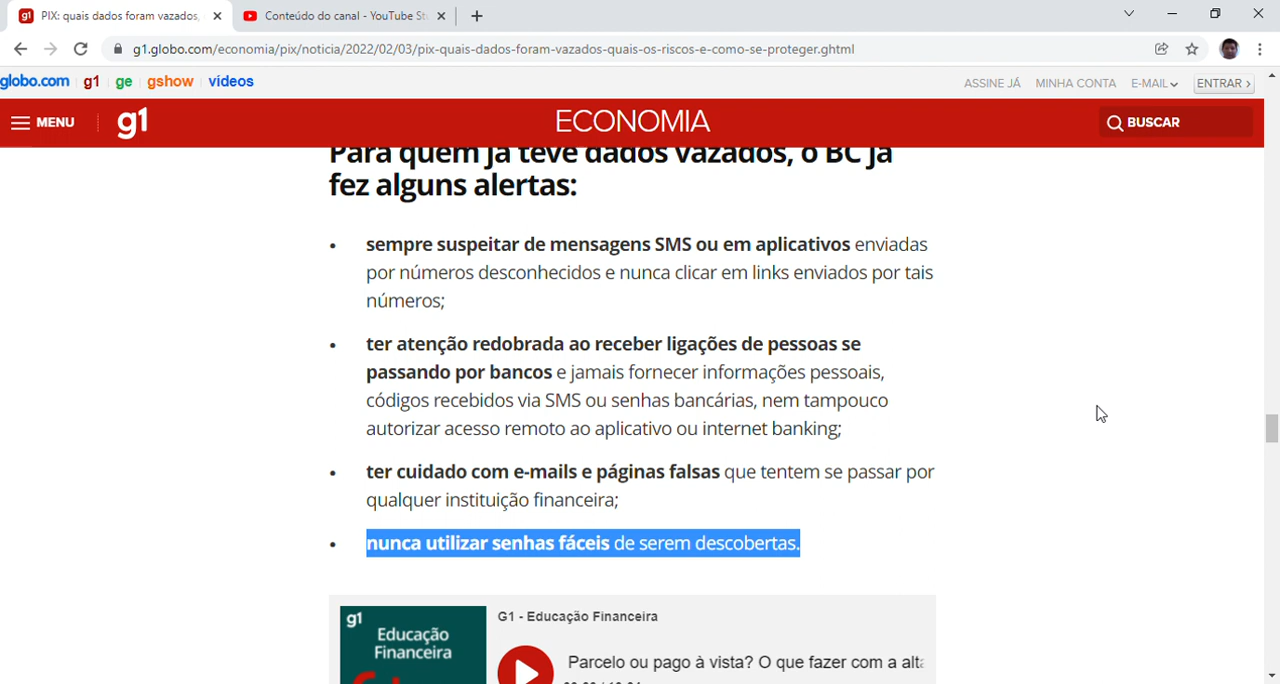 PIX: quais dados foram vazados,
Conteúdo do canal - YouTube St
g1.globo.com/economia/pix/noticia/2022/02/03/pix-quais-dados-foram-vazados-quais-os-riscos-e-como-se-proteger.ghtml
globo.com g1 ge gshow vídeos ASSINE JÁ MINHA CONTA E-MAIL ENTRAR
MENU g1 ECONOMIA BUSCAR
Para quem já teve dados vazados, o BC já
fez alguns alertas:
• sempre suspeitar de mensagens SMS ou em aplicativos enviadas
por números desconhecidos e nunca clicar em links enviados por tais
números;
• ter atenção redobrada ao receber ligações de pessoas se
passando por bancos e jamais fornecer informações pessoais,
códigos recebidos via SMS ou senhas bancárias, nem tampouco
autorizar acesso remoto ao aplicativo ou internet banking;
• ter cuidado com e-mails e páginas falsas que tentem se passar por
qualquer instituição financeira;
• nunca utilizar senhas fáceis de serem descobertas.
g1
Educação
Financeira
G1 - Educação Financeira
Parcelo ou pago à vista? O que fazer com a alta